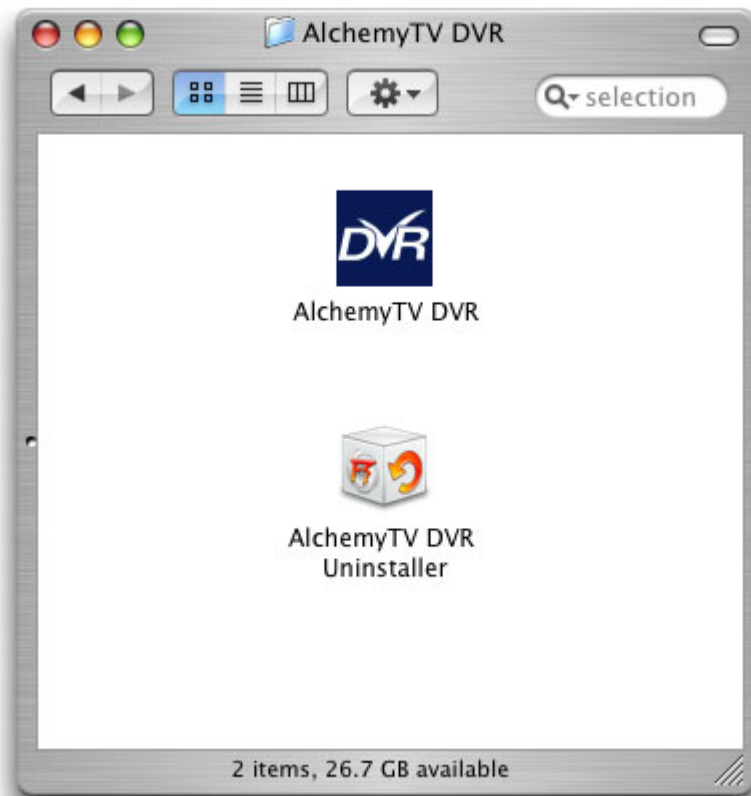 AlchemyTV DVR
selection
DVR
AlchemyTV DVR
AlchemyTV DVR
Uninstaller
2 items, 26.7 GB available